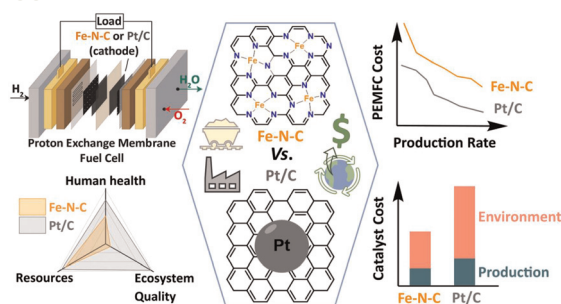 Load
Fe-N-C or Pt/C
(cathode)
H₂
H₂O
O₂
Proton Exchange Membrane
Fuel Cell
Human health
Fe-N-C
Pt/C
Resources
Ecosystem
Quality
N
N
N
N
Fe
Fe
N
N
N
N
N
N
Fe
Fe
N
N
N
N
Fe-N-C
Vs.
Pt/C
$
Pt
PEMFC Cost
Fe-N-C
Pt/C
Production Rate
Catalyst Cost
Environment
Production
Fe-N-C
Pt/C